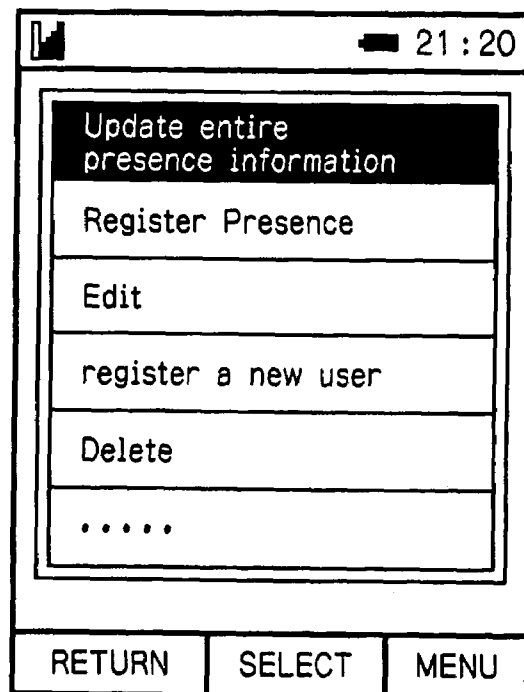 21:20
Update entire
presence information
Register Presence
Edit
register a new user
Delete
.....
RETURN SELECT MENU